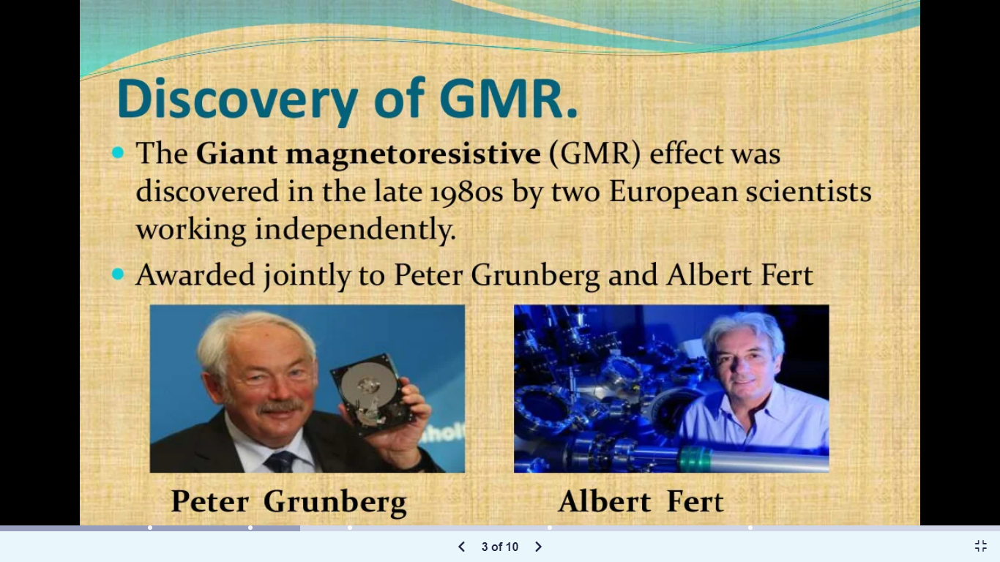 Discovery of GMR.
The Giant magnetoresistive (GMR) effect was
discovered in the late 1980s by two European scientists
working independently.
Awarded jointly to Peter Grunberg and Albert Fert
Peter Grunberg
Albert Fert
3 of 10